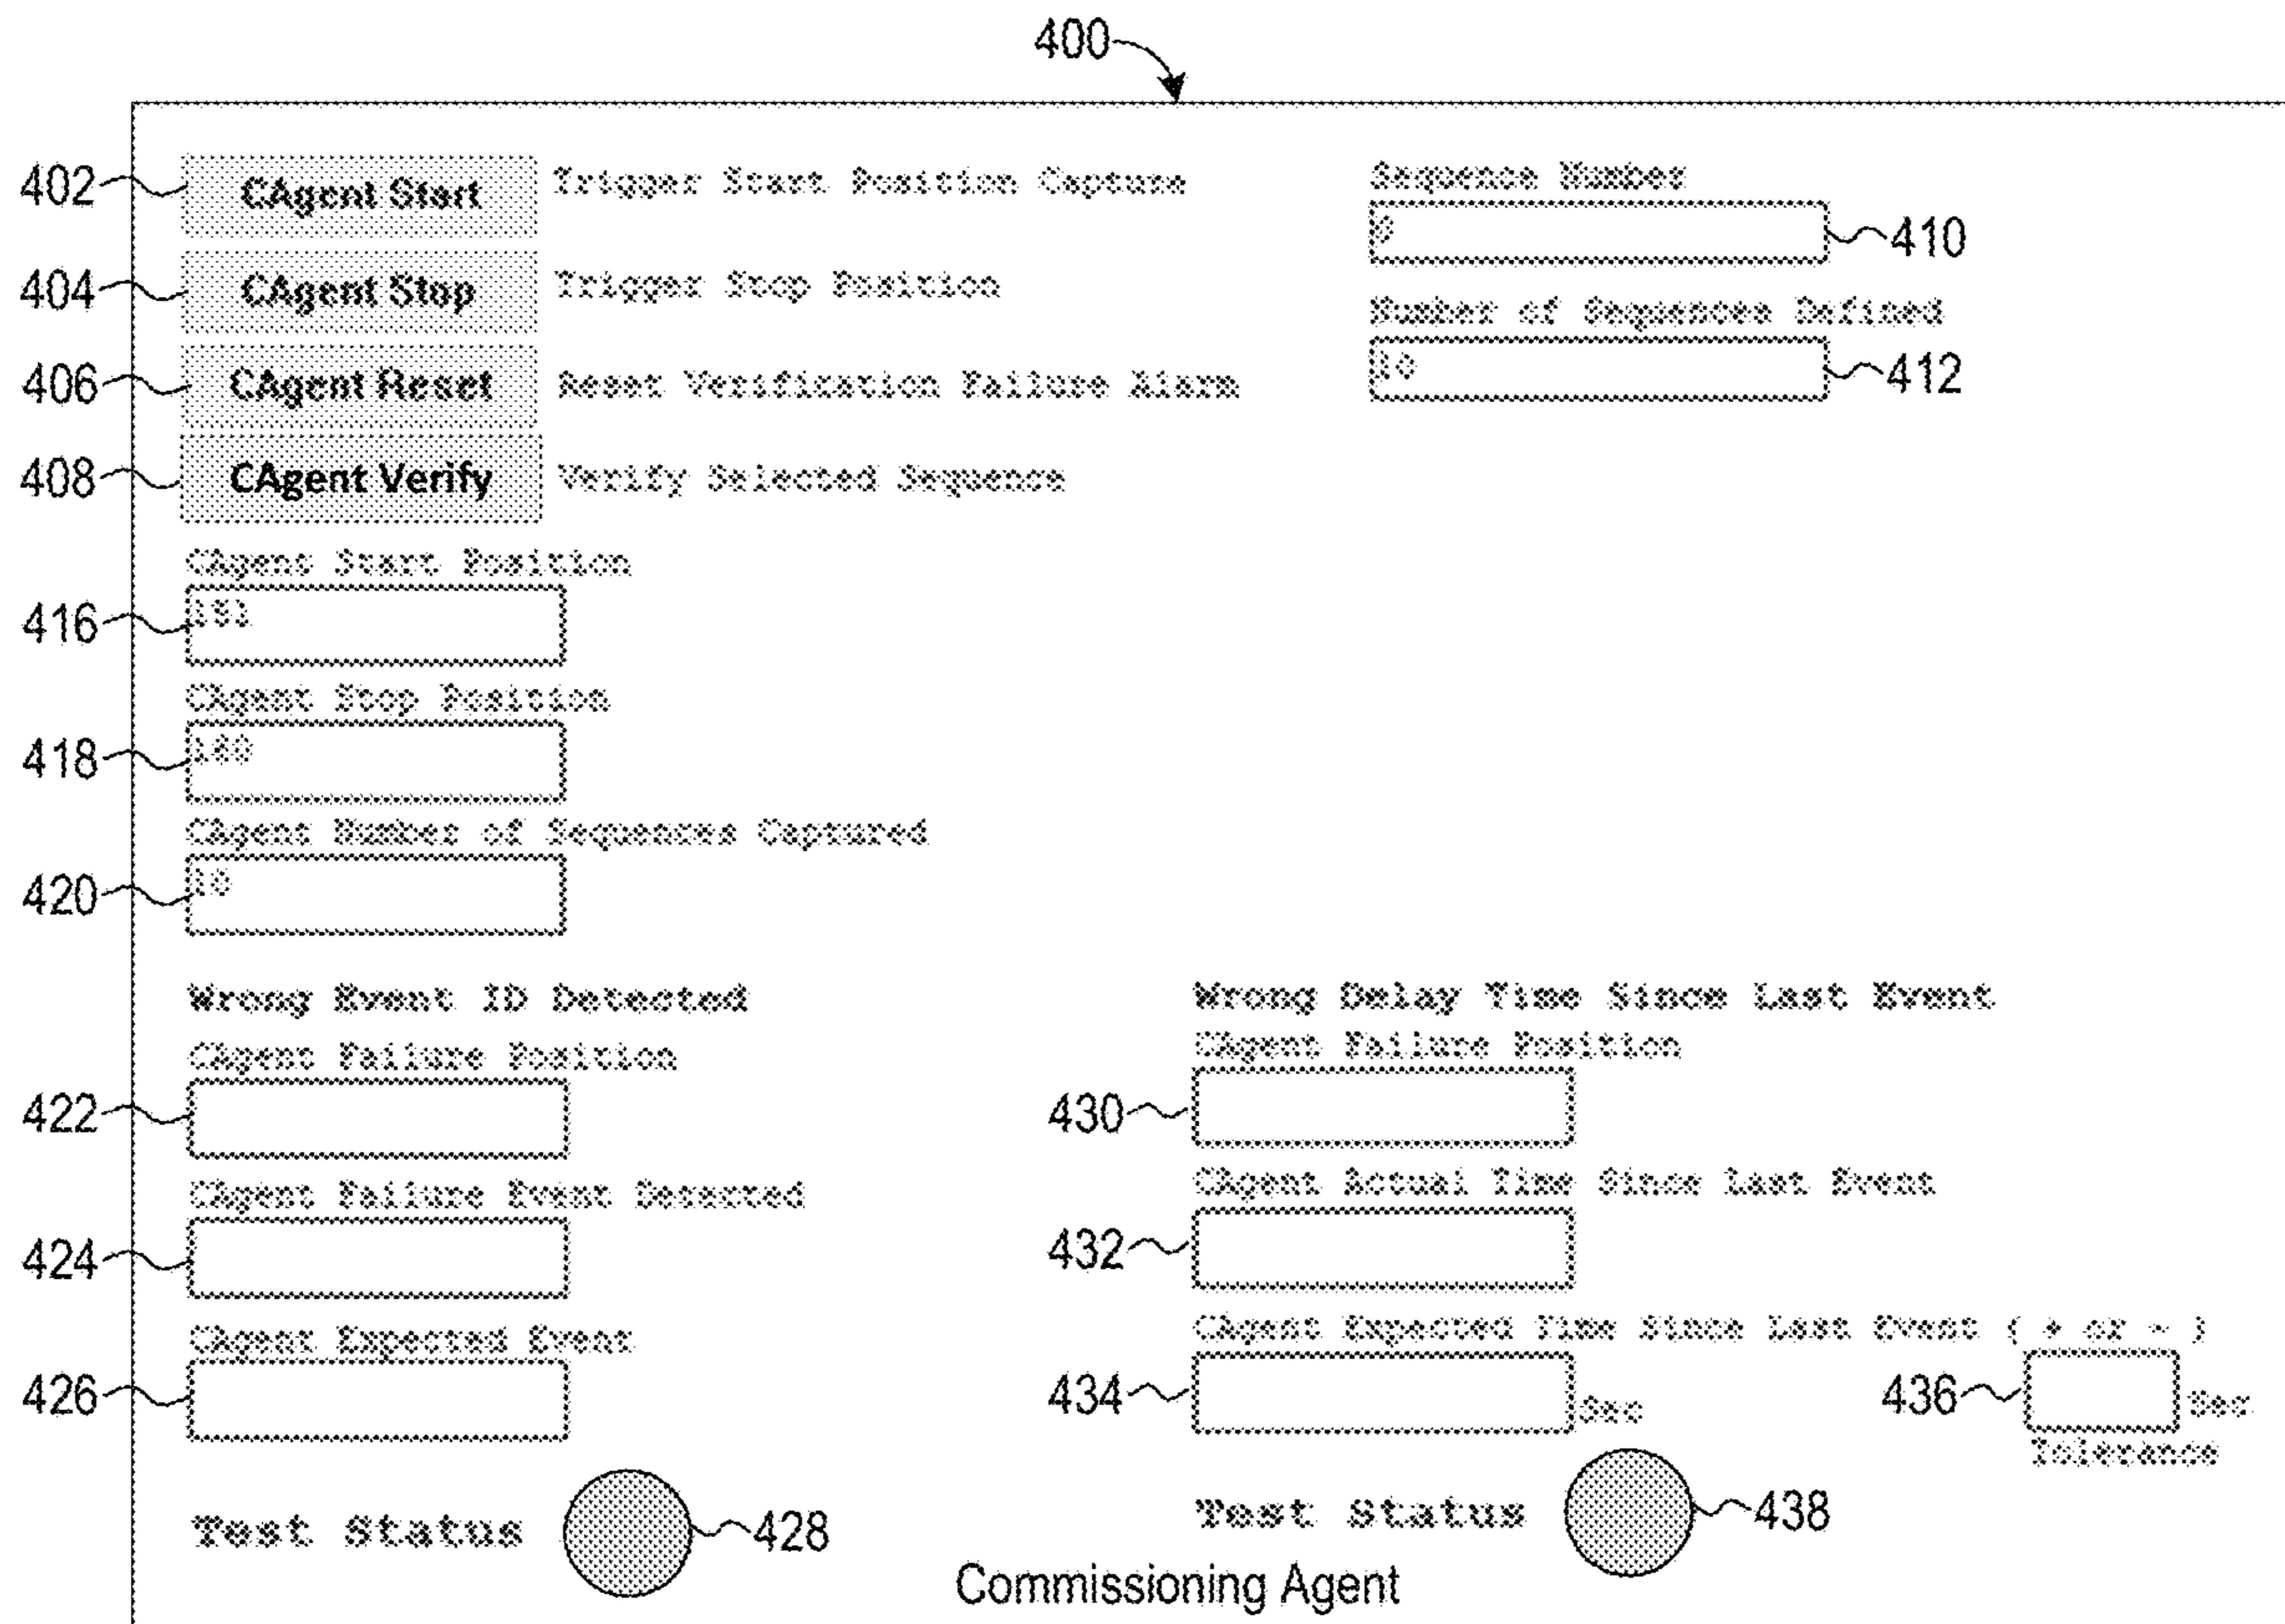 400
402 CAgent Start Trigger Start Position Capture
404 CAgent Stop Trigger Stop Position
406 CAgent Reset Reset Verification Failure Alarm
408 CAgent Verify Verify Selected Sequence
Sequence Number
410
Number of Sequences Defined
10 412
CAgent Start Position
416 151
CAgent Stop Position
418 160
CAgent Number of Sequences Captured
420 10
Wrong Event ID Detected
CAgent Failure Position
422
CAgent Failure Event Detected
424
CAgent Expected Event
426
Test Status 428
Wrong Delay Time Since Last Event
CAgent Failure Position
430
CAgent Actual Time Since Last Event
432
CAgent Expected Time Since Last Event ( + or - )
434 Sec 436 Sec
Tolerance
Test Status 438
Commissioning Agent